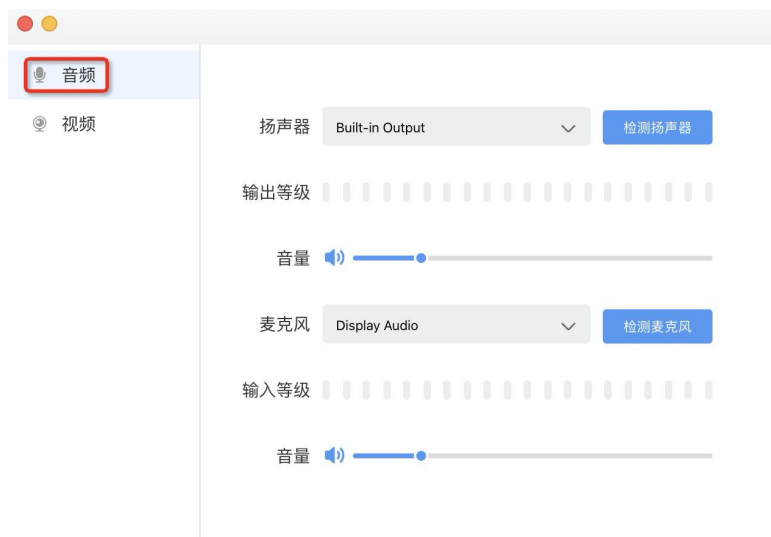 音频
视频
扬声器 Built-in Output 检测扬声器
输出等级
音量
麦克风 Display Audio 检测麦克风
输入等级
音量